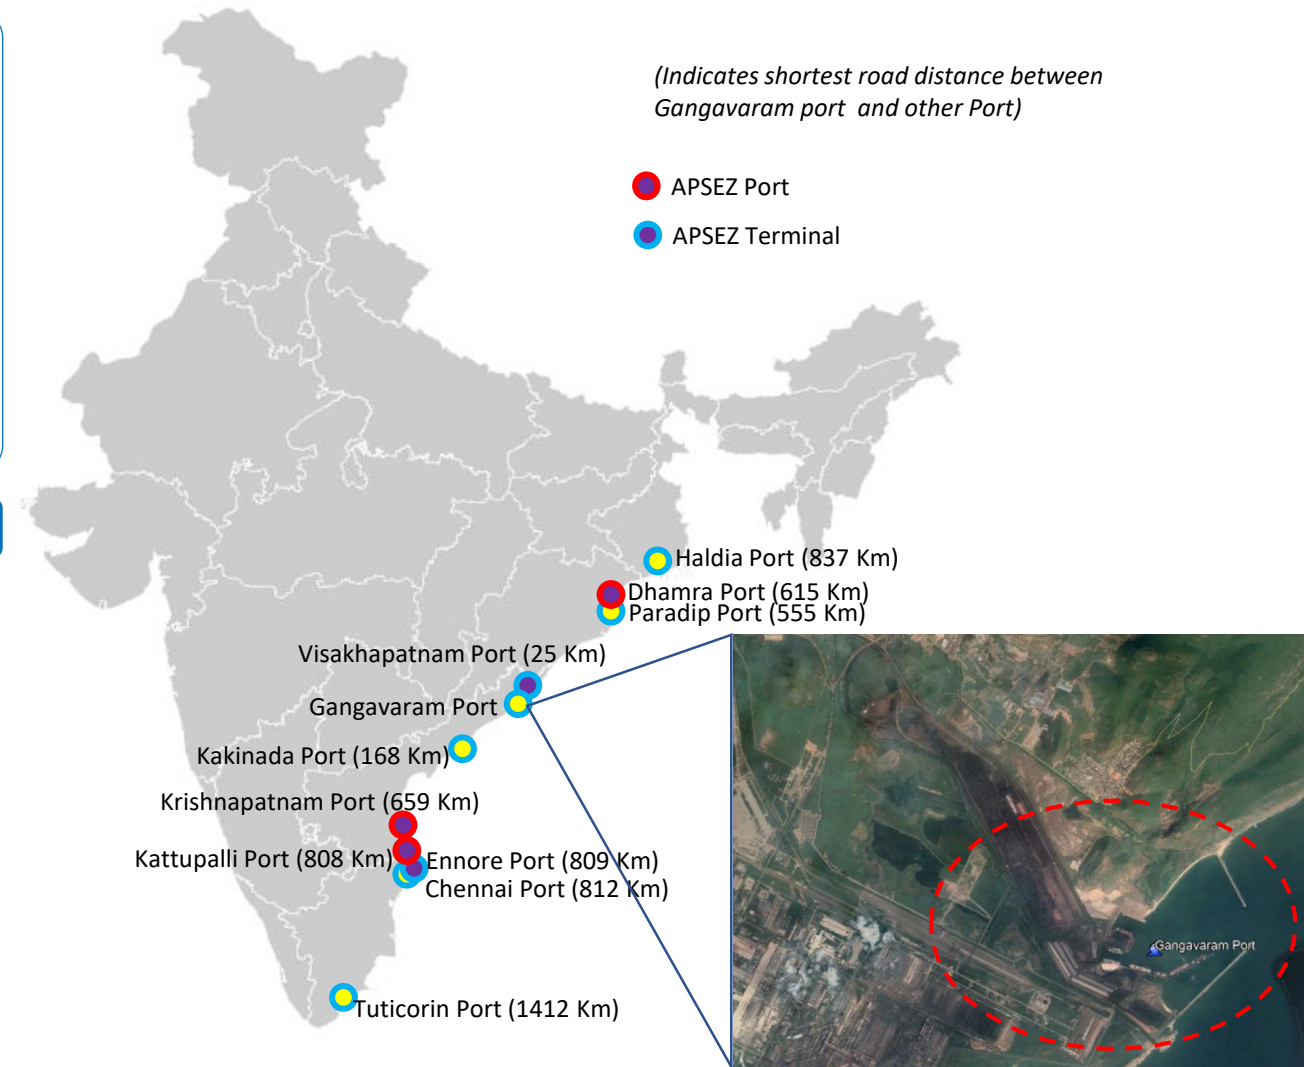 (Indicates shortest road distance between
Gangavaram port and other Port)
APSEZ Port
APSEZ Terminal
Haldia Port (837 Km)
Dhamra Port (615 Km)
Paradip Port (555 Km)
Visakhapatnam Port (25 Km)
Gangavaram Port
Kakinada Port (168 Km)
Krishnapatnam Port (659 Km)
Kattupalli Port (808 Km)
Ennore Port (809 Km)
Chennai Port (812 Km)
Gangavaram Port
Tuticorin Port (1412 Km)